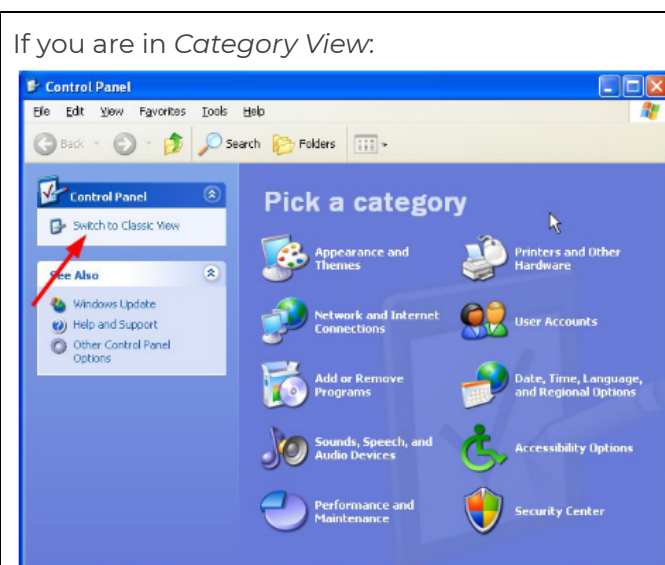 If you are in Category View:
Control Panel
File Edit View Favorites Tools Help
Back Search Folders
Control Panel
Switch to Classic View
See Also
Windows Update
Help and Support
Other Control Panel
Options
Pick a category
Appearance and
Themes
Printers and Other
Hardware
Network and Internet
Connections
User Accounts
Add or Remove
Programs
Date, Time, Language,
and Regional Options
Sounds, Speech, and
Audio Devices
Accessibility Options
Performance and
Maintenance
Security Center